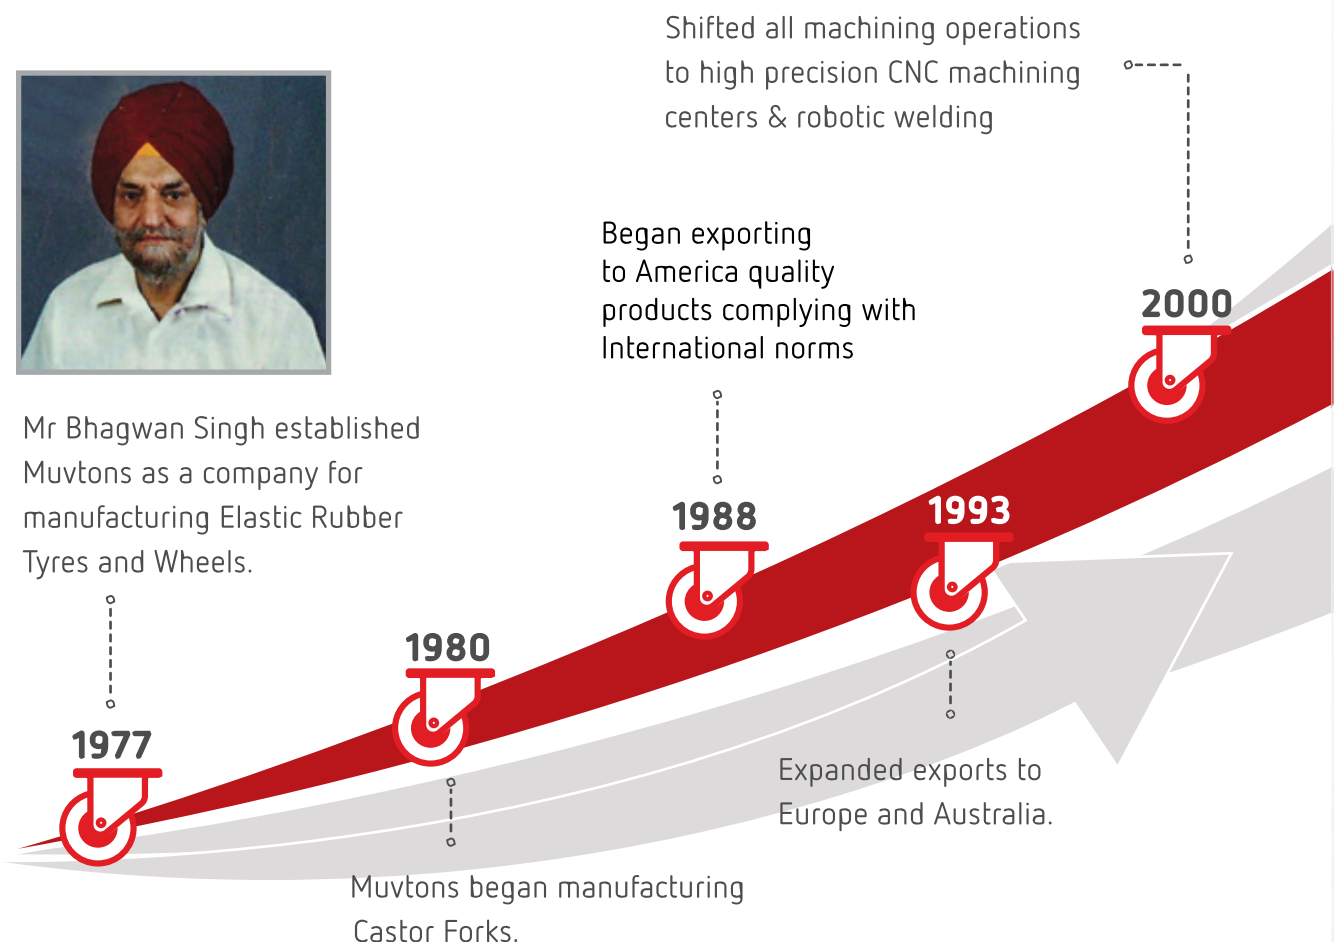 Mr Bhagwan Singh established
Muvtons as a company for
manufacturing Elastic Rubber
Tyres and Wheels.
1977
1980
Muvtons began manufacturing
Castor Forks.
Began exporting
to America quality
products complying with
International norms
1988
1993
Expanded exports to
Europe and Australia.
Shifted all machining operations
to high precision CNC machining
centers & robotic welding
2000